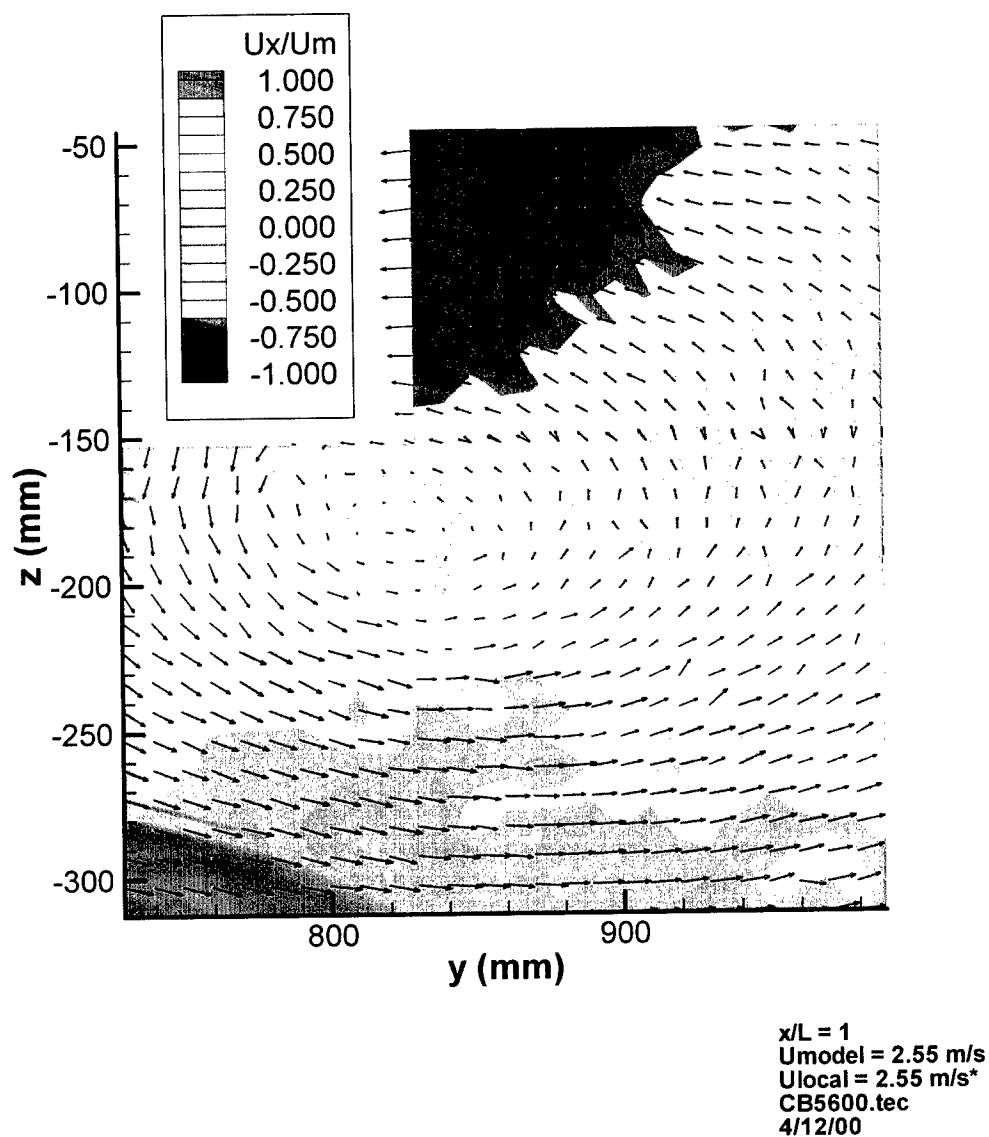 Ux/Um
1.000
0.750
0.500
0.250
0.000
-0.250
-0.500
-0.750
-1.000
-50
-100
-150
-200
-250
-300
z (mm)
800
900
y (mm)
x/L = 1
Umodel = 2.55 m/s
Ulocal = 2.55 m/s*
CB5600.tec
4/12/00